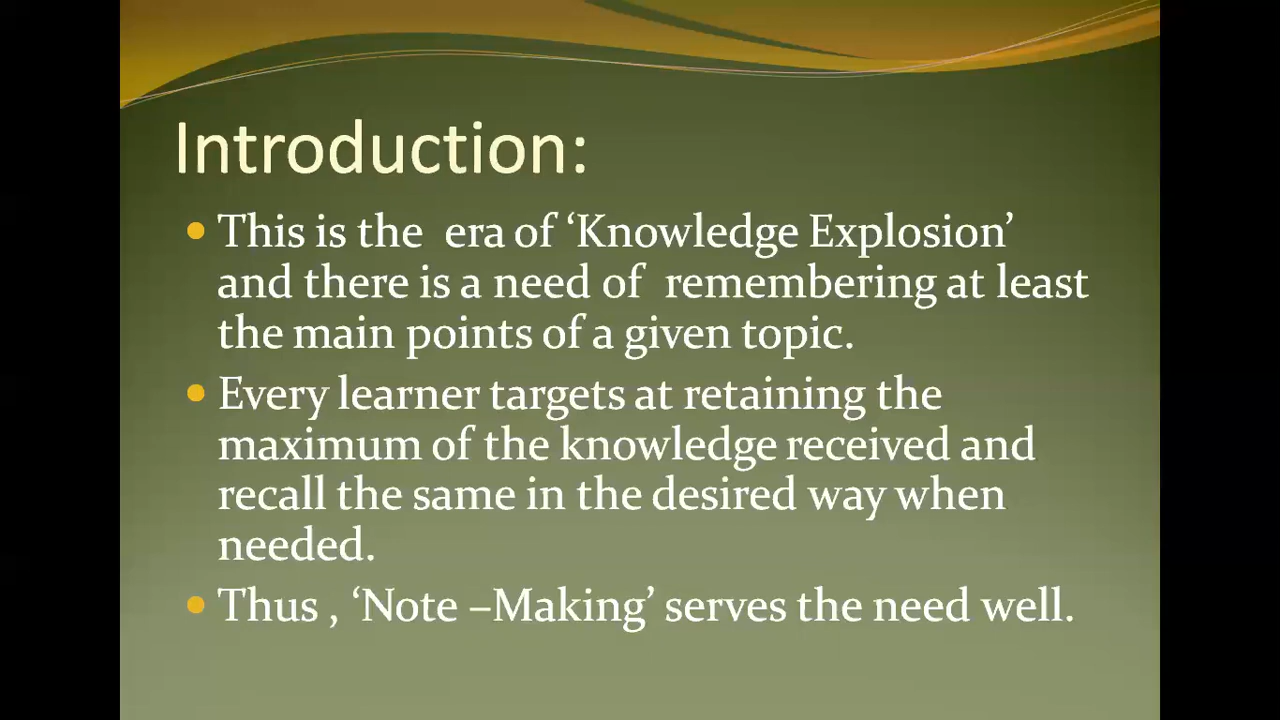 Introduction:
• This is the era of ‘Knowledge Explosion’
and there is a need of remembering at least
the main points of a given topic.
• Every learner targets at retaining the
maximum of the knowledge received and
recall the same in the desired way when
needed.
• Thus , ‘Note –Making’ serves the need well.